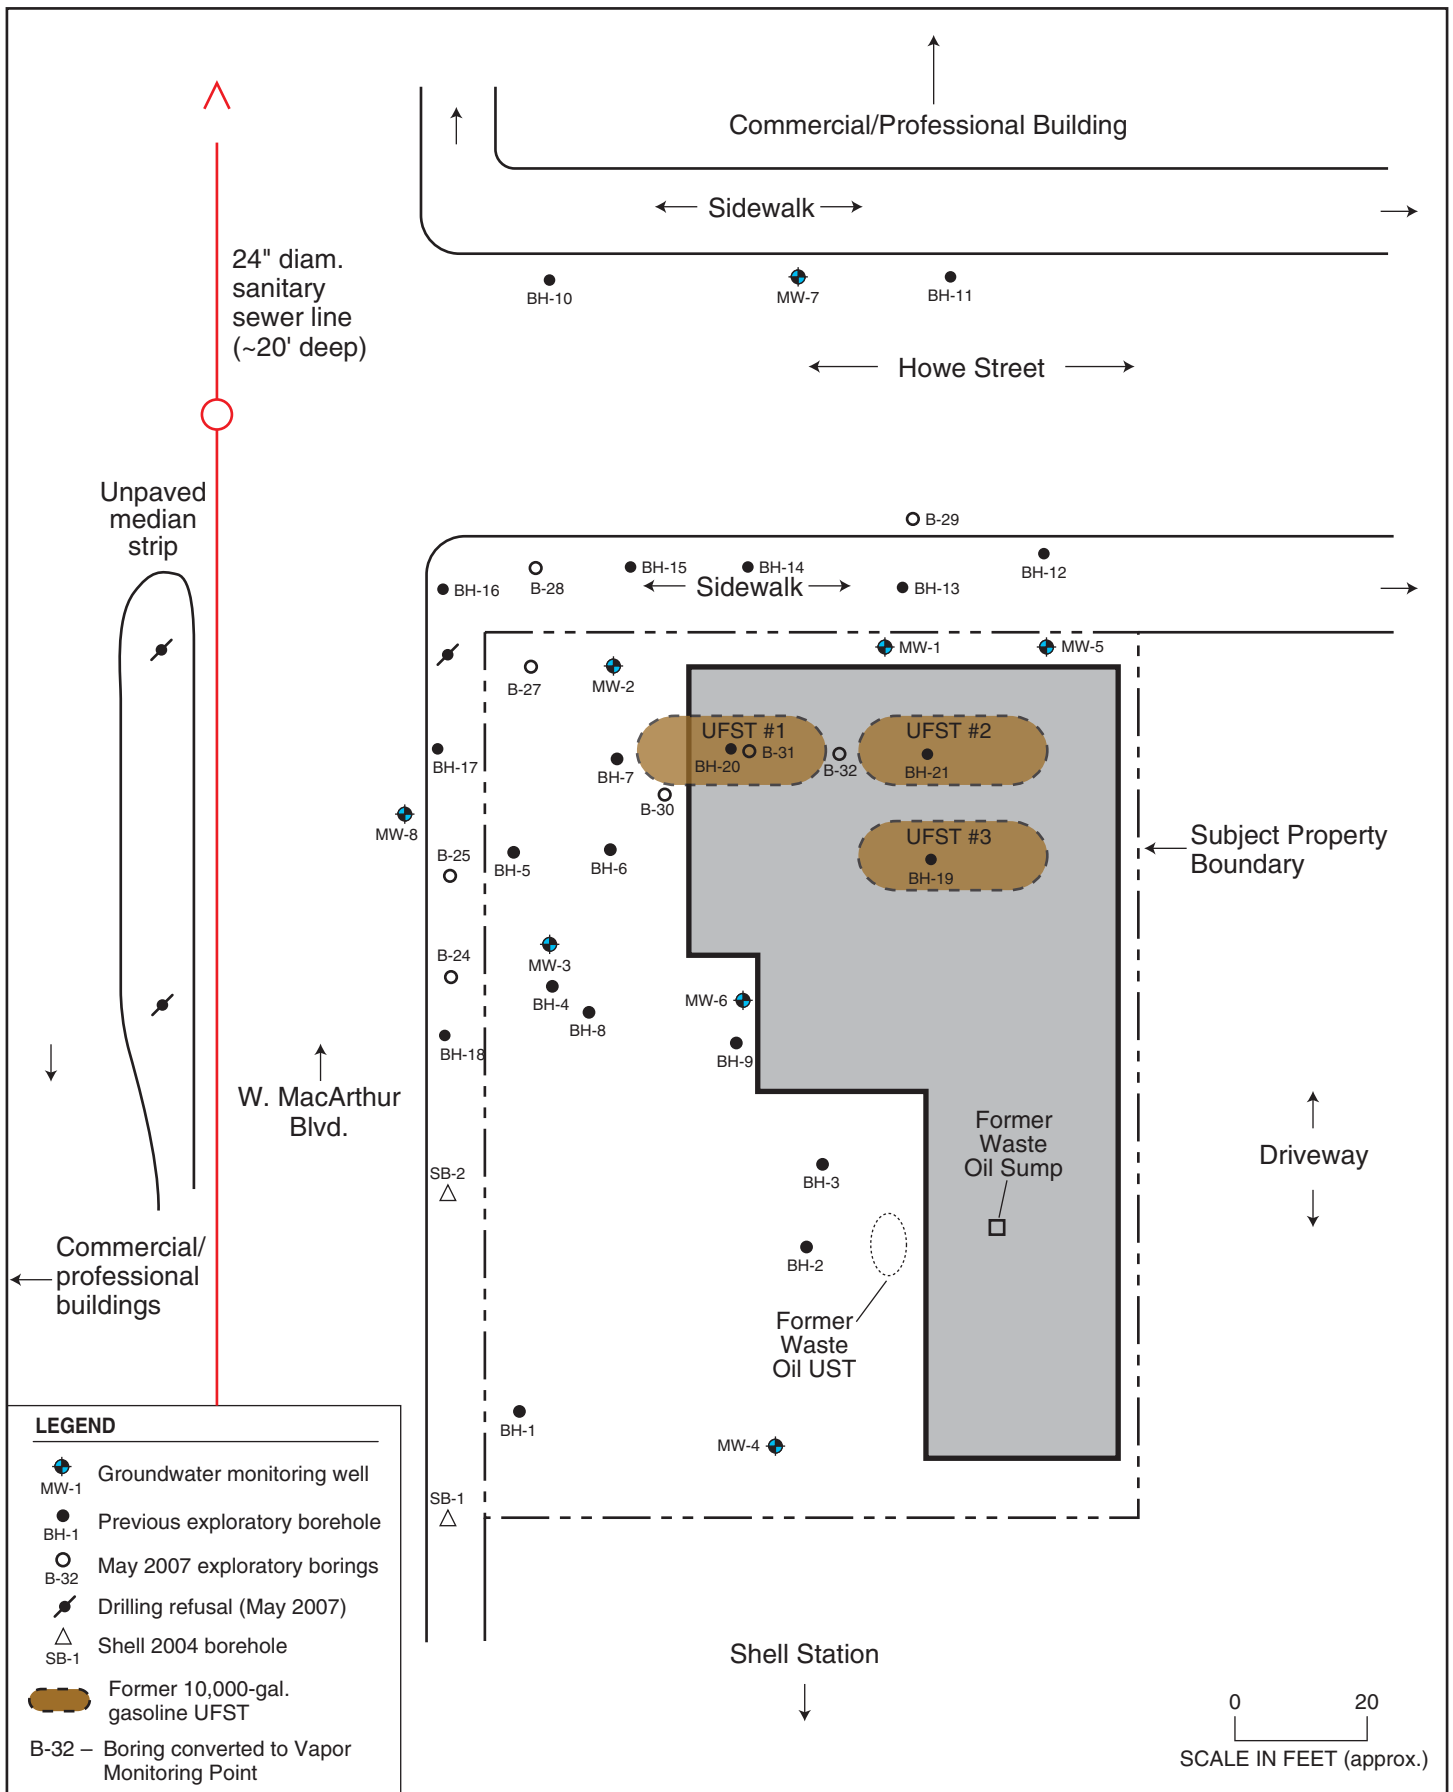 Commercial/Professional Building
Sidewalk
24" diam.
sanitary
sewer line
(~20' deep)
BH-10
MW-7
BH-11
Howe Street
Unpaved
median
strip
B-29
BH-16
B-28
BH-15
BH-14
Sidewalk
BH-13
BH-12
B-27
MW-2
MW-1
MW-5
BH-17
BH-7
UFST #1
BH-20
B-31
B-32
UFST #2
BH-21
B-30
MW-8
B-25
BH-5
BH-6
UFST #3
BH-19
Subject Property
Boundary
B-24
MW-3
BH-4
BH-8
MW-6
BH-9
BH-18
W. MacArthur
Blvd.
Former
Waste
Oil Sump
Driveway
SB-2
BH-3
BH-2
Commercial/
professional
buildings
Former
Waste
Oil UST
BH-1
MW-4
SB-1
LEGEND
MW-1
Groundwater monitoring well
BH-1
Previous exploratory borehole
B-32
May 2007 exploratory borings
Drilling refusal (May 2007)
SB-1
Shell 2004 borehole
Former 10,000-gal.
gasoline UFST
B-32 – Boring converted to Vapor
Monitoring Point
Shell Station
0 20
SCALE IN FEET (approx.)